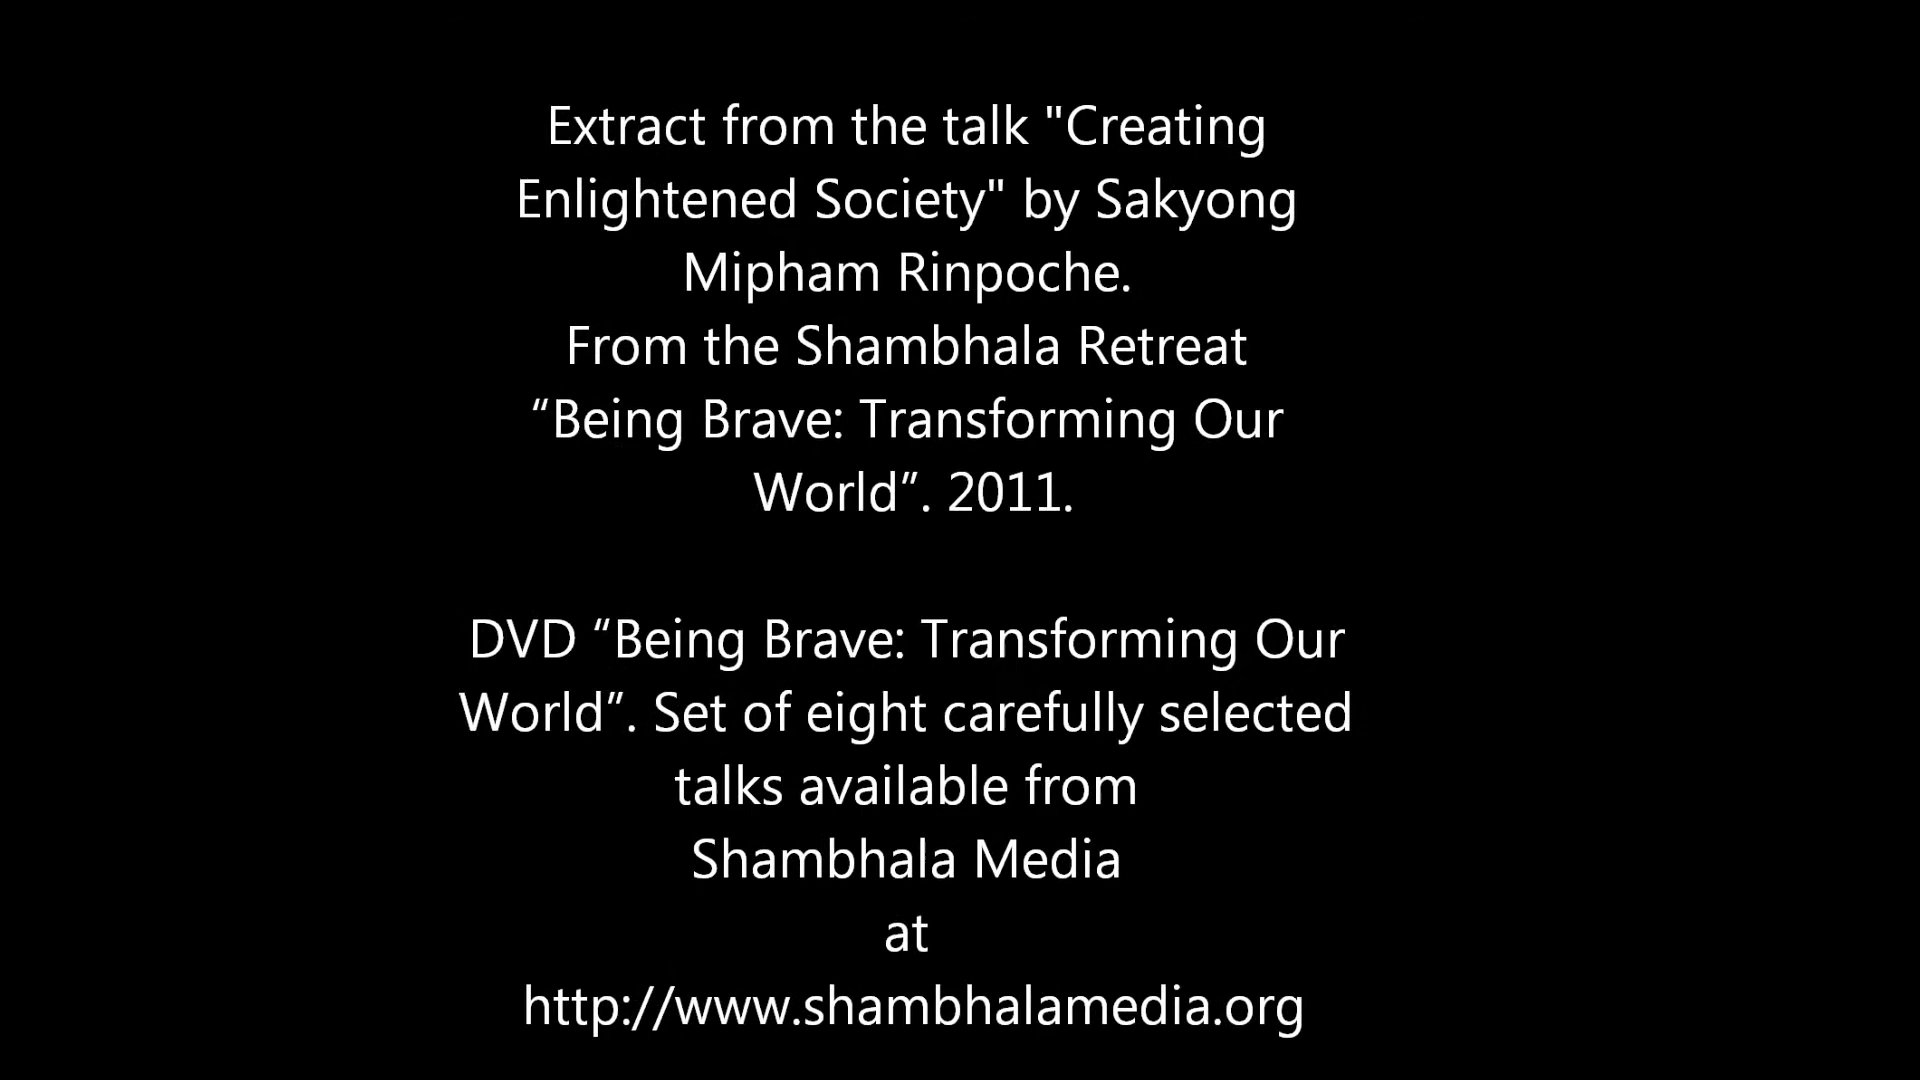 Extract from the talk "Creating
Enlightened Society" by Sakyong
Mipham Rinpoche.
From the Shambhala Retreat
“Being Brave: Transforming Our
World”. 2011.
DVD “Being Brave: Transforming Our
World”. Set of eight carefully selected
talks available from
Shambhala Media
at
http://www.shambhalamedia.org